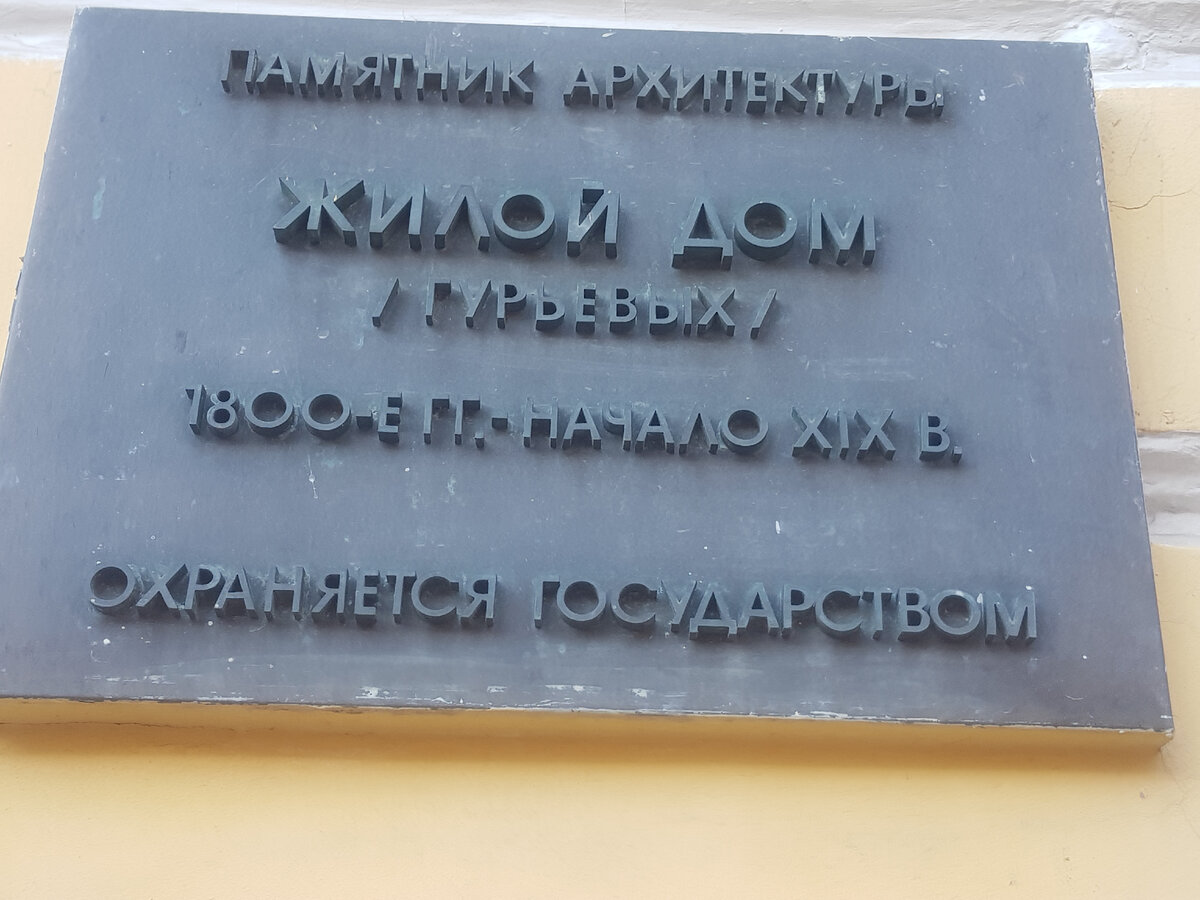 ПАМЯТНИК АРХИТЕКТУРЫ
ЖИЛОЙ ДОМ
/ ГУРЬЕВЫХ /
1800-Е ГГ.-НАЧАЛО XIX В.
ОХРАНЯЕТСЯ ГОСУДАРСТВОМ